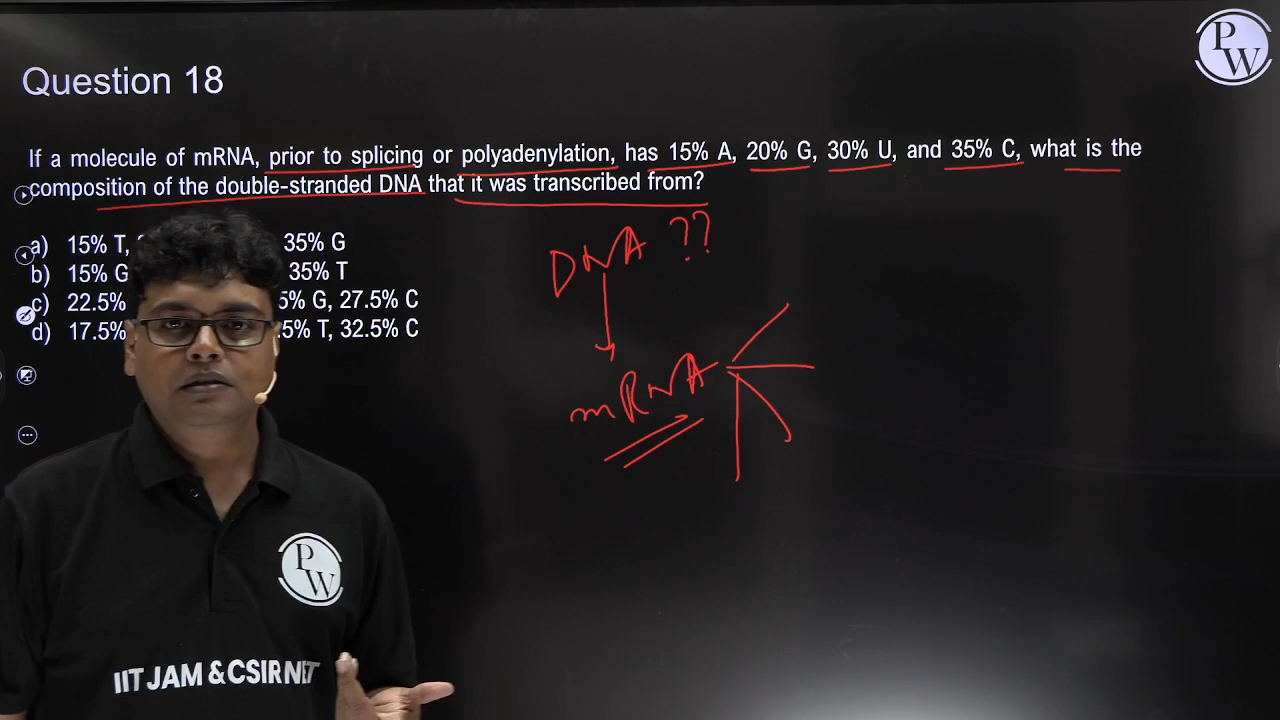 PW
Question 18
If a molecule of mRNA, prior to splicing or polyadenylation, has 15% A, 20% G, 30% U, and 35% C, what is the
composition of the double-stranded DNA that it was transcribed from?
a) 15% T, 35% G
b) 15% G 35% T
c) 22.5% 5% G, 27.5% C
d) 17.5% .5% T, 32.5% C
DNA ??
mRNA
PW
IIT JAM & CSIR NET